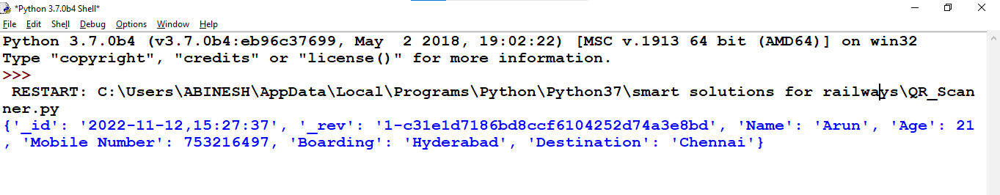 *Python 3.7.0b4 Shell*
File Edit Shell Debug Options Window Help
Python 3.7.0b4 (v3.7.0b4:eb96c37699, May  2 2018, 19:02:22) [MSC v.1913 64 bit (AMD64)] on win32
Type "copyright", "credits" or "license()" for more information.
>>>
 RESTART: C:\Users\ABINESH\AppData\Local\Programs\Python\Python37\smart solutions for railways\QR_Scan
ner.py
{'_id': '2022-11-12,15:27:37', '_rev': '1-c31e1d7186bd8ccf6104252d74a3e8bd', 'Name': 'Arun', 'Age': 21
, 'Mobile Number': 753216497, 'Boarding': 'Hyderabad', 'Destination': 'Chennai'}